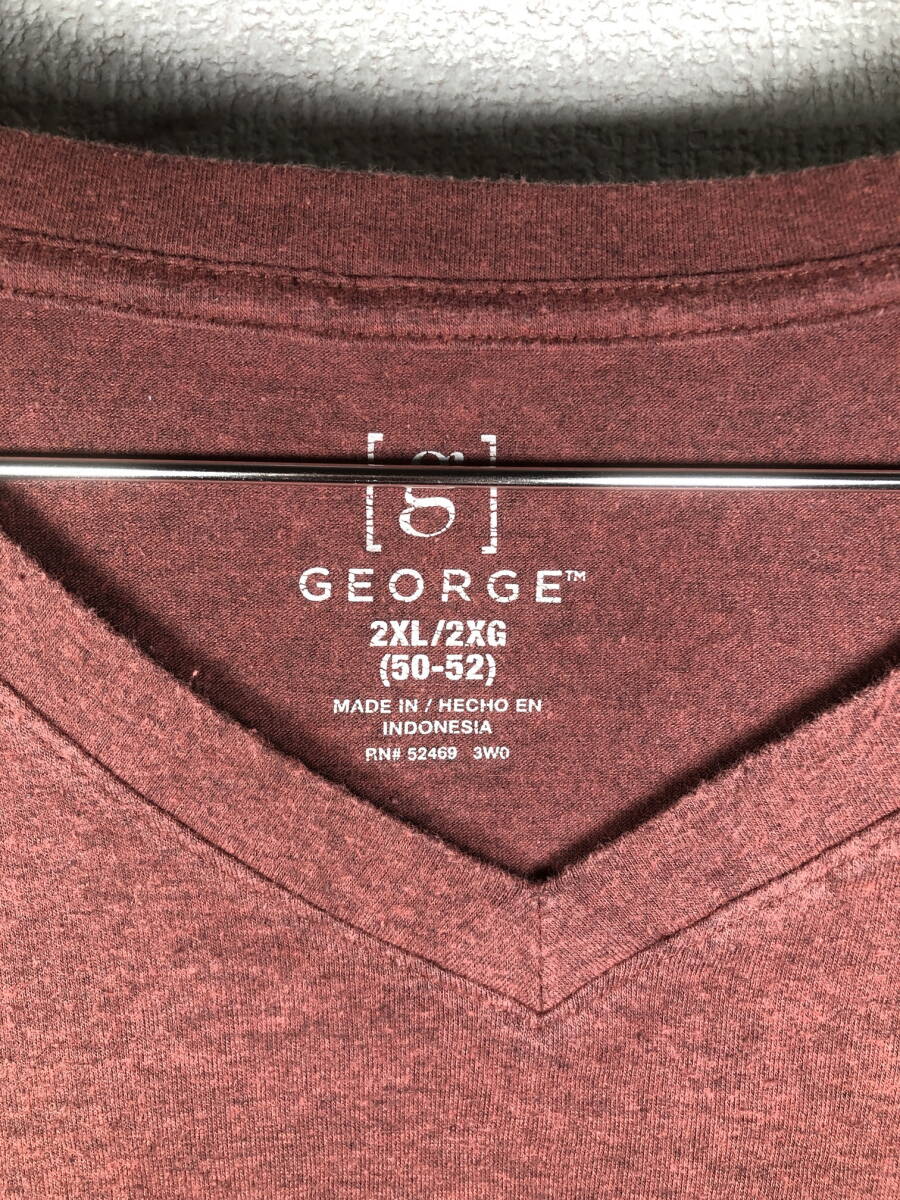 [g]
GEORGE™
2XL/2XG
(50-52)
MADE IN / HECHO EN
INDONESIA
RN# 52469 3W0